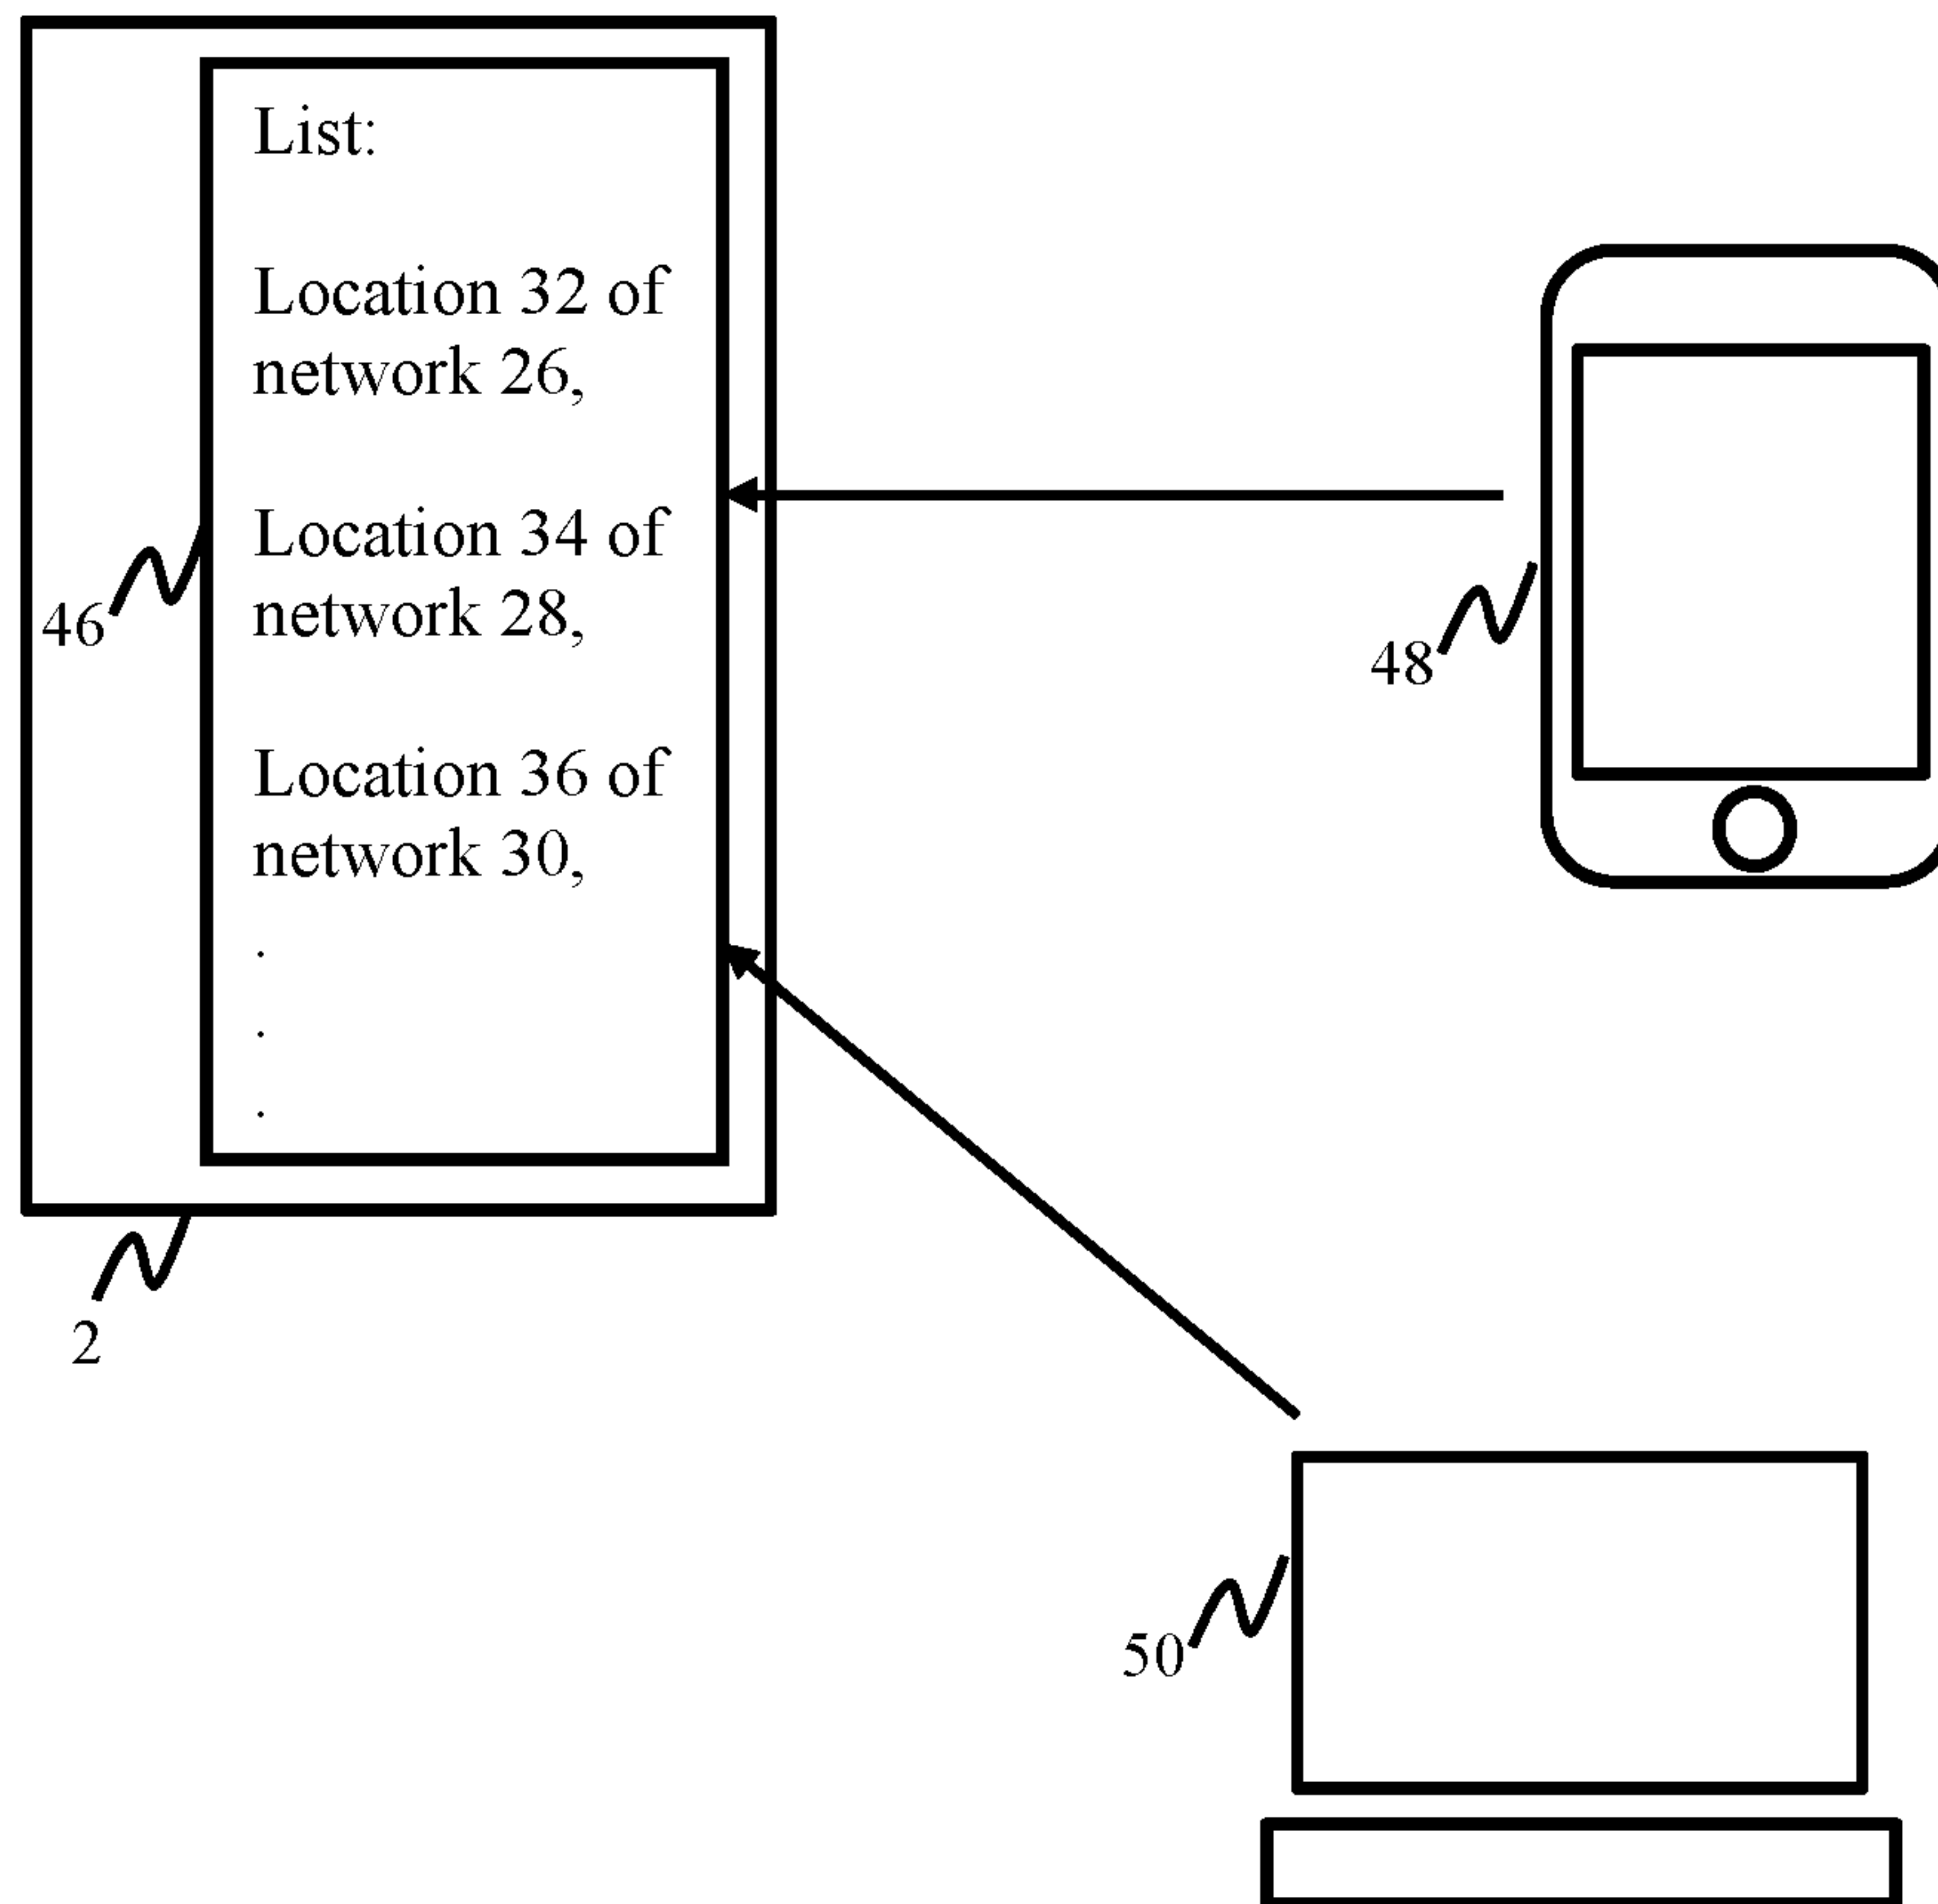 List:
Location 32 of
network 26,
Location 34 of
network 28,
Location 36 of
network 30,
.
.
.
46
48
2
50